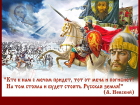 "Кто к нам с мечом придет, тот от меча и погибнет!
На том стояла и будет стоять Русская земля!"
(А. Невский)